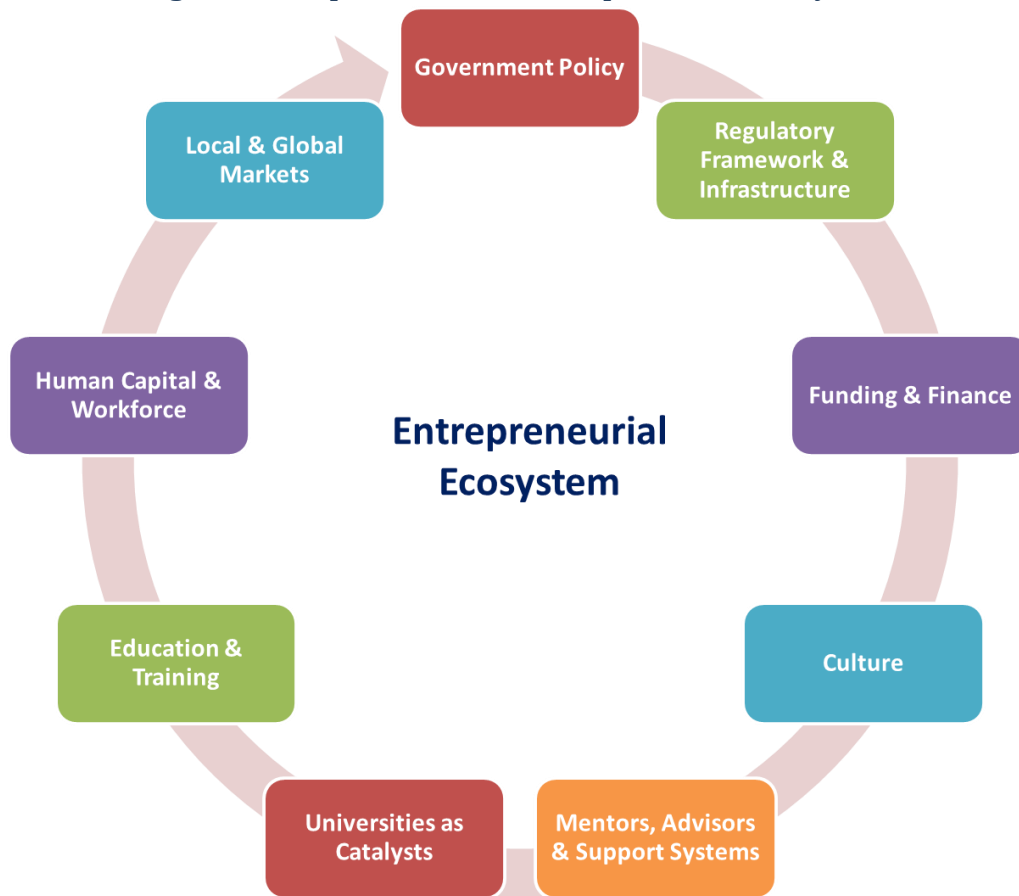 Government Policy
Regulatory
Framework &
Infrastructure
Funding & Finance
Culture
Mentors, Advisors
& Support Systems
Universities as
Catalysts
Education &
Training
Human Capital &
Workforce
Local & Global
Markets
Entrepreneurial
Ecosystem